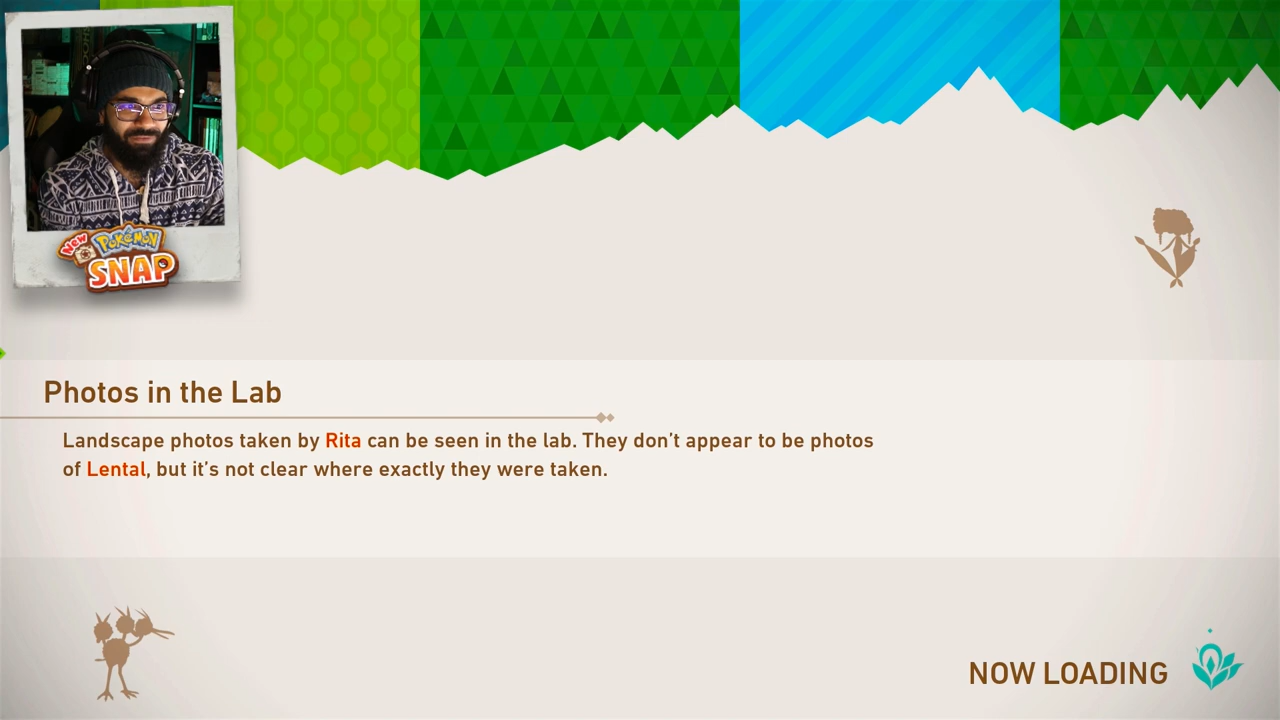 New
POKéMON
SNAP
Photos in the Lab
Landscape photos taken by Rita can be seen in the lab. They don't appear to be photos
of Lental, but it's not clear where exactly they were taken.
NOW LOADING